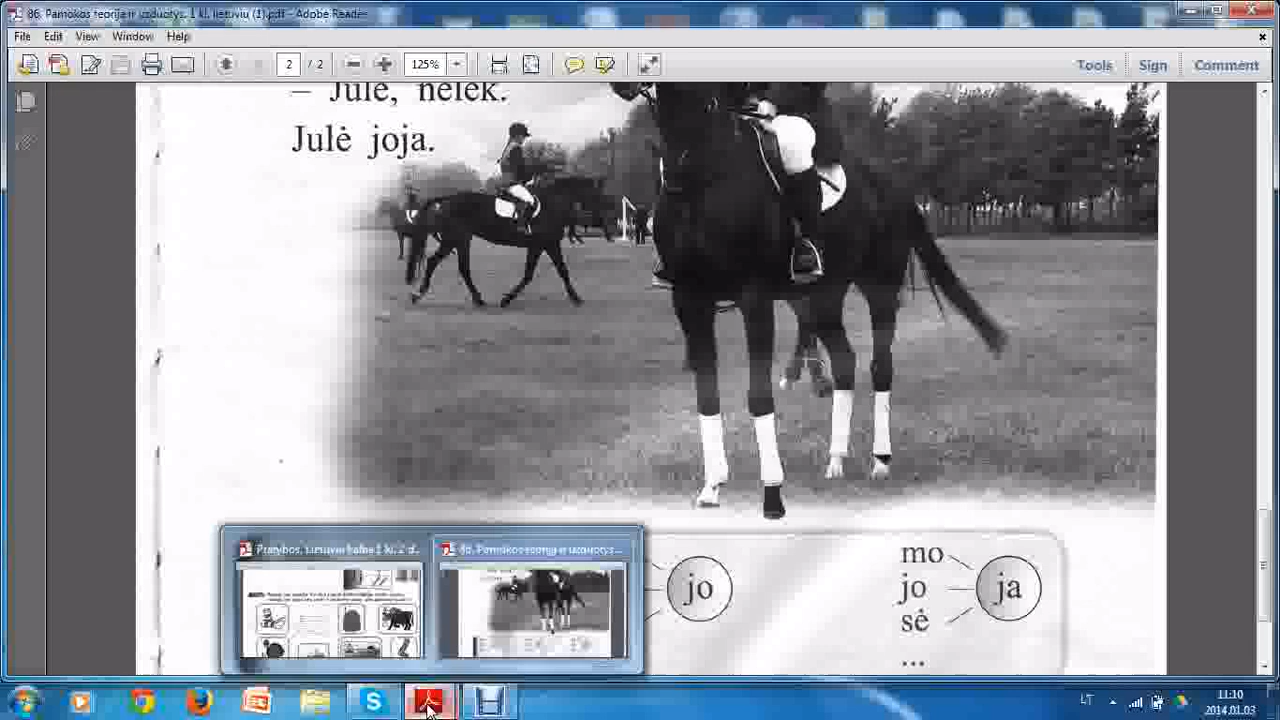 86. Pamokos teorija ir užduotys. 1 kl. lietuvių (1).pdf - Adobe Reader
File Edit View Window Help
2 / 2 125% Tools Sign Comment
– Julė, nelėk.
Julė joja.
Pratybos, Lietuvių kalba 1 kl. 2 d...
86. Pamokos teorija ir užduotys...
jo
mo
jo
sė
...
ja
LT
11:10
2014.01.03